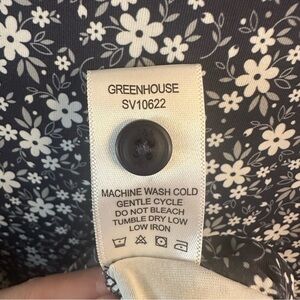 GREENHOUSE
SV10622
MACHINE WASH COLD
GENTLE CYCLE
DO NOT BLEACH
TUMBLE DRY LOW
LOW IRON